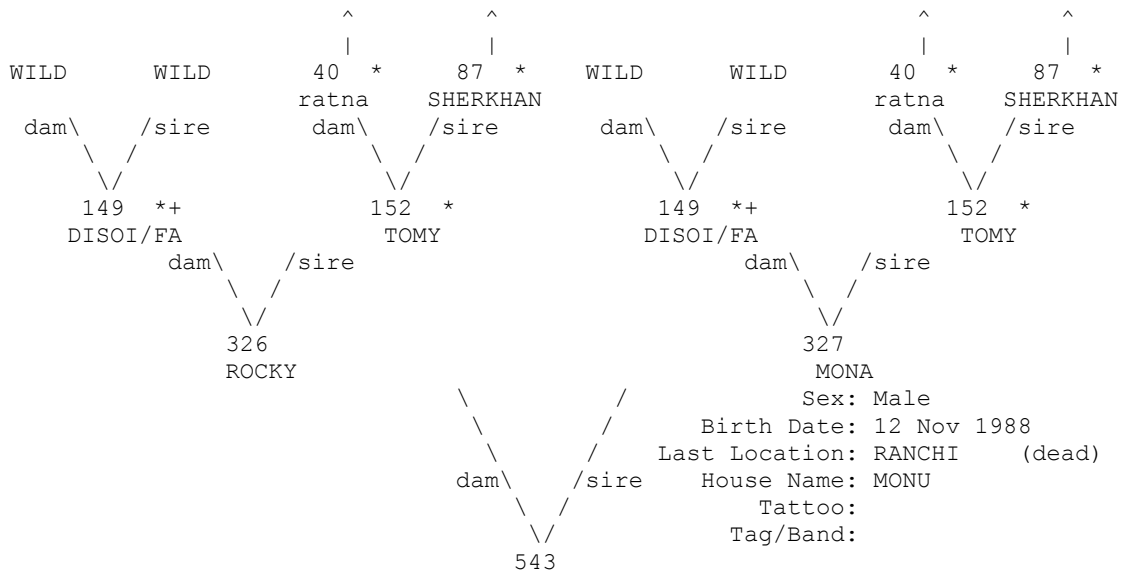 ^         ^                             ^         ^
                       |         |                             |         |
WILD      WILD      40  *     87  *    WILD      WILD      40  *     87  *
                    ratna    SHERKHAN                       ratna    SHERKHAN
 dam\    /sire       dam\    /sire       dam\    /sire       dam\    /sire
     \  /                \  /                \  /                \  /
      \/                  \/                  \/                  \/
     149  *+             152  *              149  *+             152  *
    DISOI/FA              TOMY              DISOI/FA              TOMY
           dam\    /sire                           dam\    /sire
               \  /                                    \  /
                \/                                      \/
               326                                     327
               ROCKY                                    MONA
                               \          /            Sex: Male
                                \        /      Birth Date: 12 Nov 1988
                                 \      /    Last Location: RANCHI    (dead)
                               dam\    /sire    House Name: MONU
                                   \  /             Tattoo:
                                    \/            Tag/Band:
                                   543